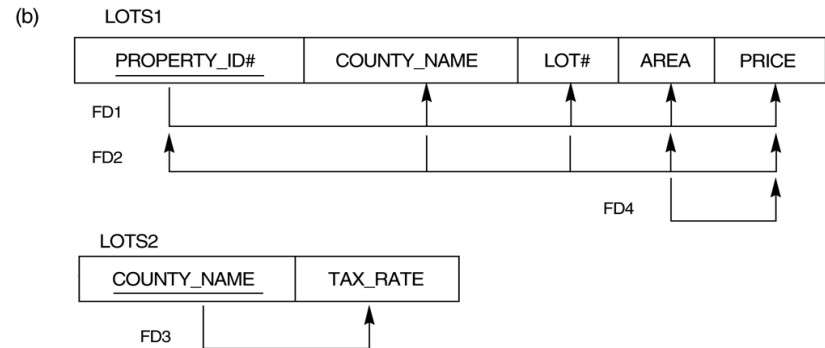 (b) LOTS1
PROPERTY_ID# COUNTY_NAME LOT# AREA PRICE
FD1
FD2
FD4
LOTS2
COUNTY_NAME TAX_RATE
FD3